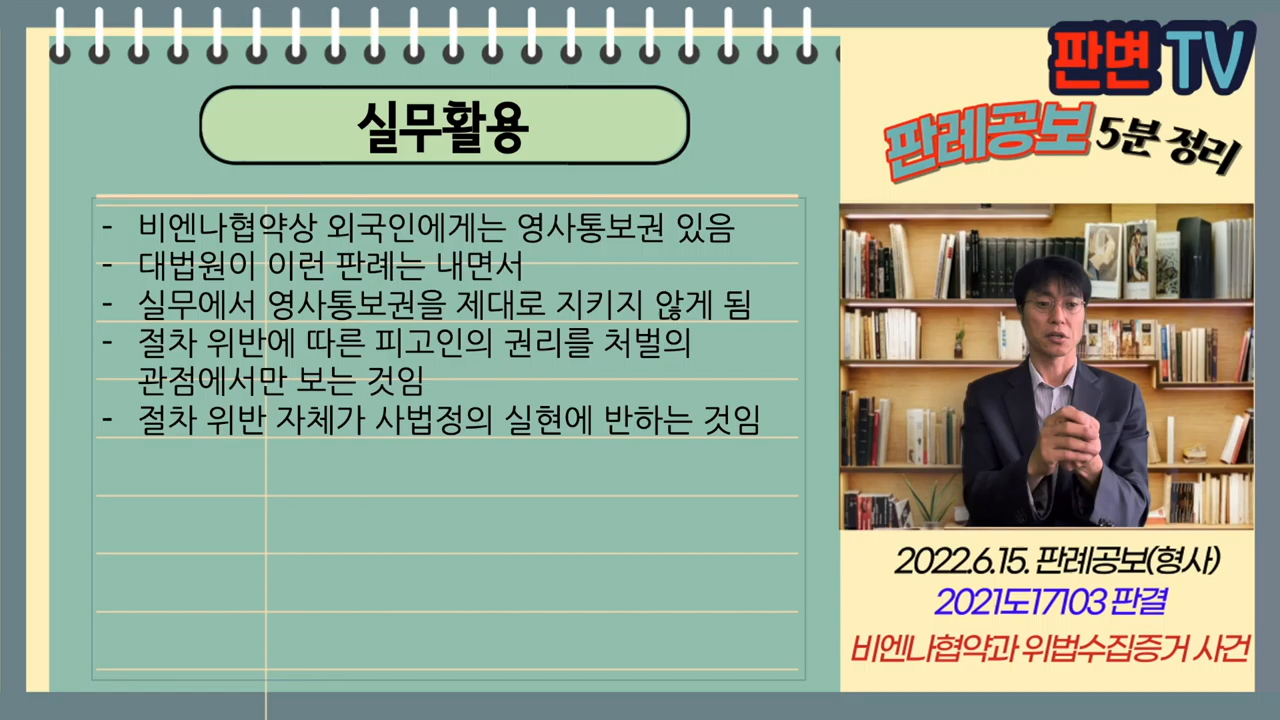 실무활용
- 비엔나협약상 외국인에게는 영사통보권 있음
- 대법원이 이런 판례는 내면서
- 실무에서 영사통보권을 제대로 지키지 않게 됨
- 절차 위반에 따른 피고인의 권리를 처벌의
관점에서만 보는 것임
- 절차 위반 자체가 사법정의 실현에 반하는 것임
판변 TV
판례공보 5분 정리
2022.6.15. 판례공보(형사)
2021도17103 판결
비엔나협약과 위법수집증거 사건